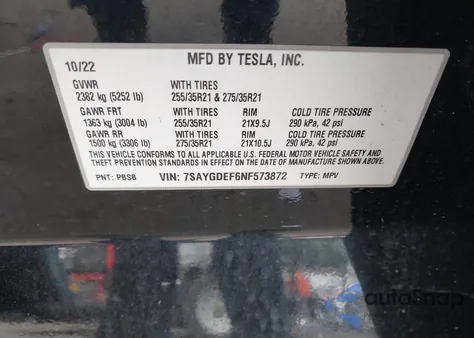 10/22 MFD BY TESLA, INC.
GVWR WITH TIRES
2382 kg (5252 lb) 255/35R21 & 275/35R21
GAWR FRT WITH TIRES RIM COLD TIRE PRESSURE
1363 kg (3004 lb) 255/35R21 21X9.5J 290 kPa, 42 psi
GAWR RR WITH TIRES RIM COLD TIRE PRESSURE
1500 kg (3306 lb) 275/35R21 21X10.5J 290 kPa, 42 psi
THIS VEHICLE CONFORMS TO ALL APPLICABLE U.S. FEDERAL MOTOR VEHICLE SAFETY AND
THEFT PREVENTION STANDARDS IN EFFECT ON THE DATE OF MANUFACTURE SHOWN ABOVE.
PNT: PBSB VIN: 7SAYGDEF6NF573872 TYPE: MPV
autoSnap